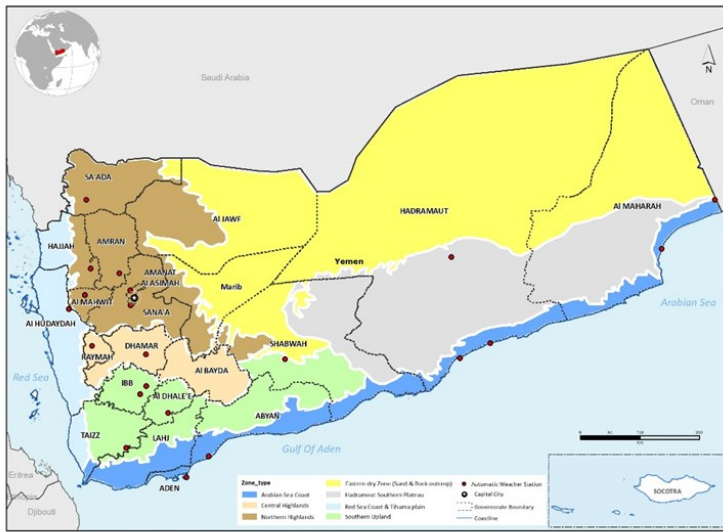 Saudi Arabia
N
Oman
SA'ADA
Al JAWF
HADRAMAUT
Al MAHARAH
HAJJAH
AMRAN
Yemen
AMANAT
Al ASIMAH
Marib
Al MAHWIT
SANA'A
Arabian Sea
Al HUDAYDAH
DHAMAR
SHABWAH
RAYMAH
Al BAYDA
Red Sea
IBB
Al DHALE'E
ABYAN
TAIZZ
LAHJ
Gulf Of Aden
Eritrea
ADEN
Djibouti
SOCOTRA
Zone_type
Arabian Sea Coast
Central Highlands
Northern Highlands
Eastern dry Zone (Sand & Rock outcrop)
Hadramout Southern Plateau
Red Sea Coast & Tihama plain
Southern Upland
Automatic Weather Station
Capital City
Governorate Boundary
Coastline